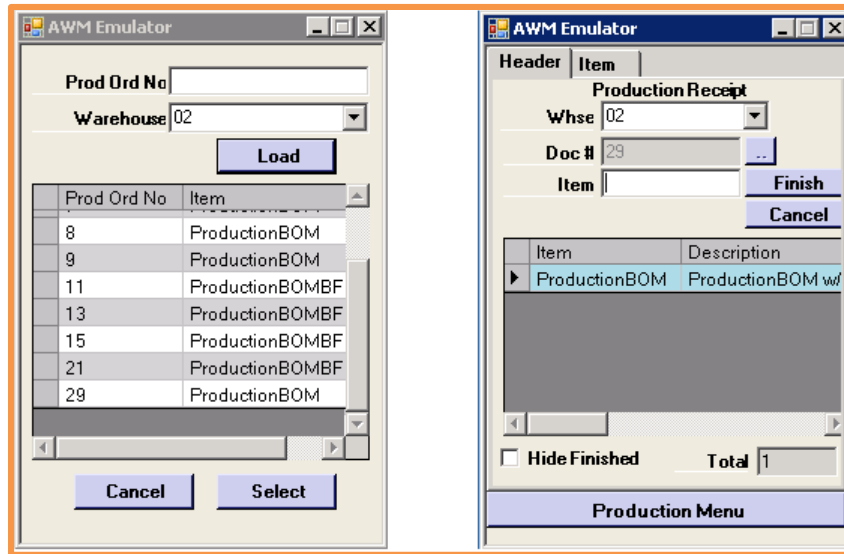 AWM Emulator
Prod Ord No
Warehouse 02
Load
Prod Ord No Item
8 ProductionBOM
9 ProductionBOM
11 ProductionBOMBF
13 ProductionBOMBF
15 ProductionBOMBF
21 ProductionBOMBF
29 ProductionBOM
Cancel Select
AWM Emulator
Header Item
Production Receipt
Whse 02
Doc # 29 ..
Item Finish
Cancel
Item Description
ProductionBOM ProductionBOM w/
Hide Finished Total 1
Production Menu